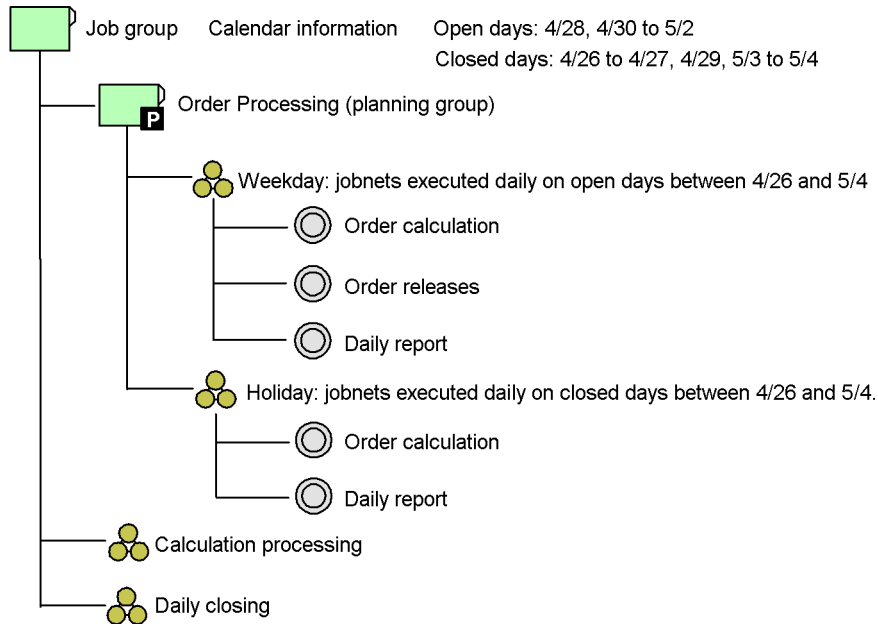 Job group Calendar information Open days: 4/28, 4/30 to 5/2
Closed days: 4/26 to 4/27, 4/29, 5/3 to 5/4
Order Processing (planning group)
P
Weekday: jobnets executed daily on open days between 4/26 and 5/4
Order calculation
Order releases
Daily report
Holiday: jobnets executed daily on closed days between 4/26 and 5/4.
Order calculation
Daily report
Calculation processing
Daily closing